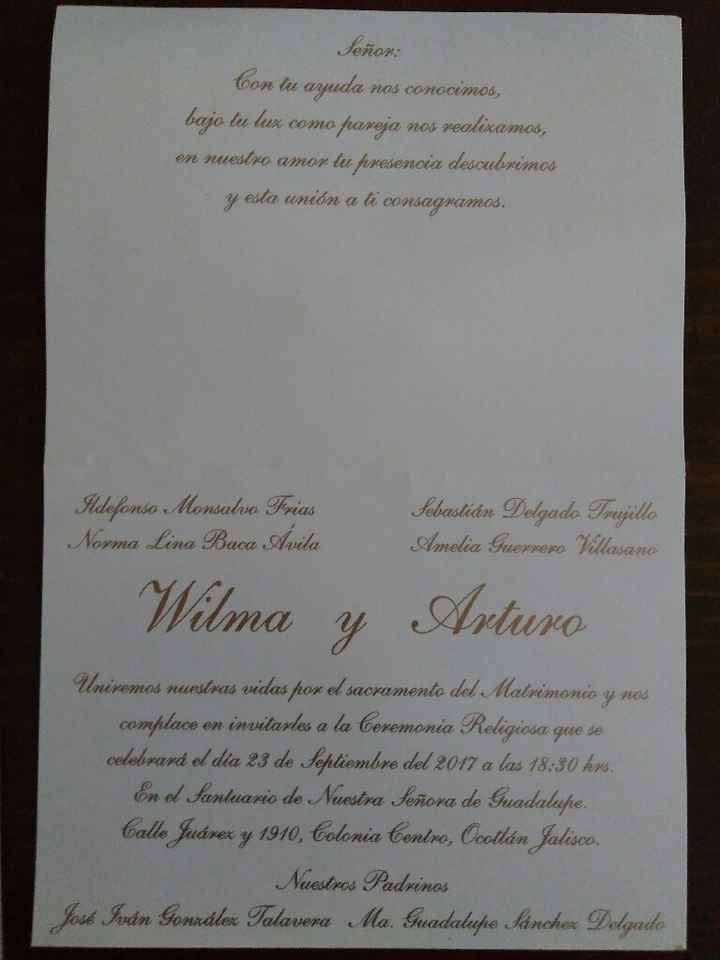 Señor:
Con tu ayuda nos conocimos,
bajo tu luz como pareja nos realizamos,
en nuestro amor tu presencia descubrimos
y esta unión a ti consagramos.
Ildefonso Monsalvo Frias
Norma Lina Baca Ávila
Sebastián Delgado Trujillo
Amelia Guerrero Villasano
Wilma y Arturo
Uniremos nuestras vidas por el sacramento del Matrimonio y nos
complace en invitarles a la Ceremonia Religiosa que se
celebrará el día 23 de Septiembre del 2017 a las 18:30 hrs.
En el Santuario de Nuestra Señora de Guadalupe.
Calle Juárez y 1910, Colonia Centro, Ocotlán Jalisco.
Nuestros Padrinos
José Iván González Talavera Ma. Guadalupe Sánchez Delgado